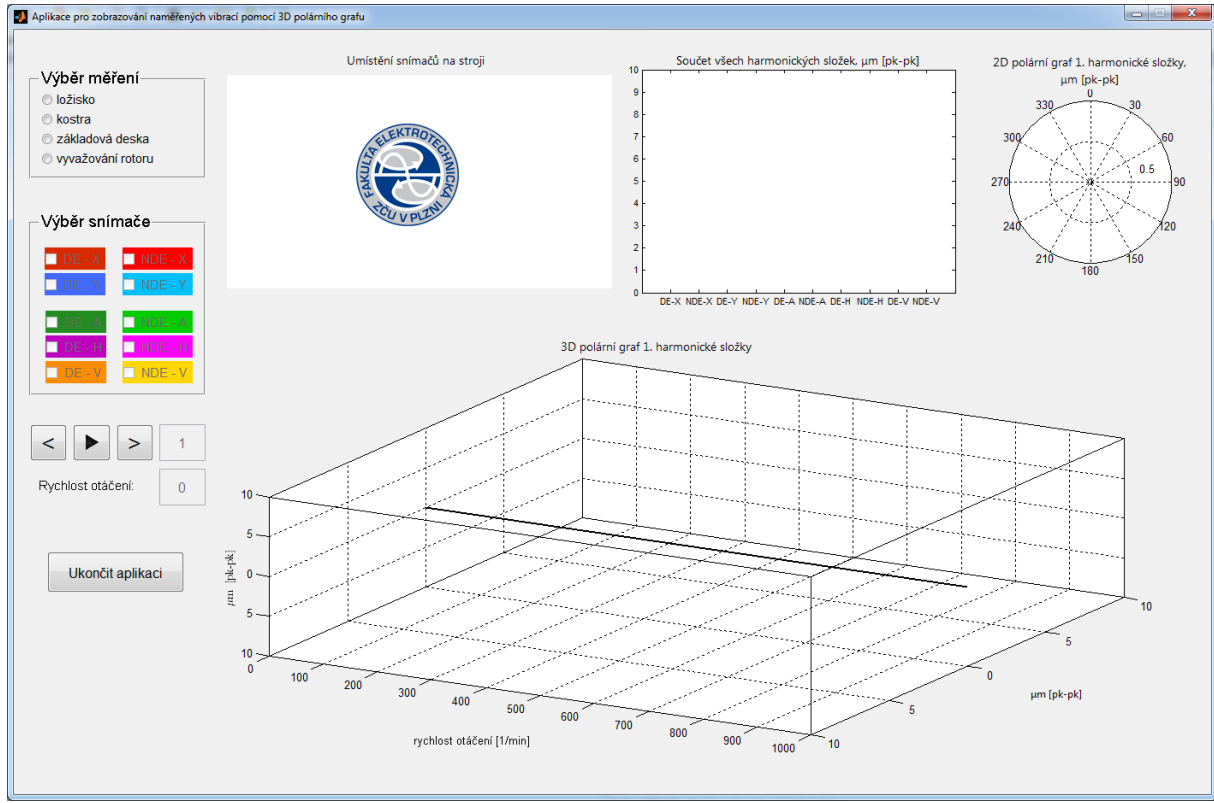 Aplikace pro zobrazování naměřených vibrací pomocí 3D polárního grafu
Výběr měření
ložisko
kostra
základová deska
vyvažování rotoru
Výběr snímače
DE - X
NDE - X
DE - Y
NDE - Y
DE - A
NDE - A
DE - H
NDE - H
DE - V
NDE - V
<
>
1
Rychlost otáčení:
0
Ukončit aplikaci
Umístění snímačů na stroji
FAKULTA ELEKTROTECHNICKÁ
ZČU V PLZNI
Součet všech harmonických složek, µm [pk-pk]
10
9
8
7
6
5
4
3
2
1
0
DE-X NDE-X DE-Y NDE-Y DE-A NDE-A DE-H NDE-H DE-V NDE-V
2D polární graf 1. harmonické složky,
µm [pk-pk]
0
330
30
300
60
0.5
270
90
240
120
210
150
180
3D polární graf 1. harmonické složky
10
5
0
5
10
µm [pk-pk]
0
100
200
300
400
500
600
700
800
900
1000
rychlost otáčení [1/min]
10
5
0
5
10
µm [pk-pk]